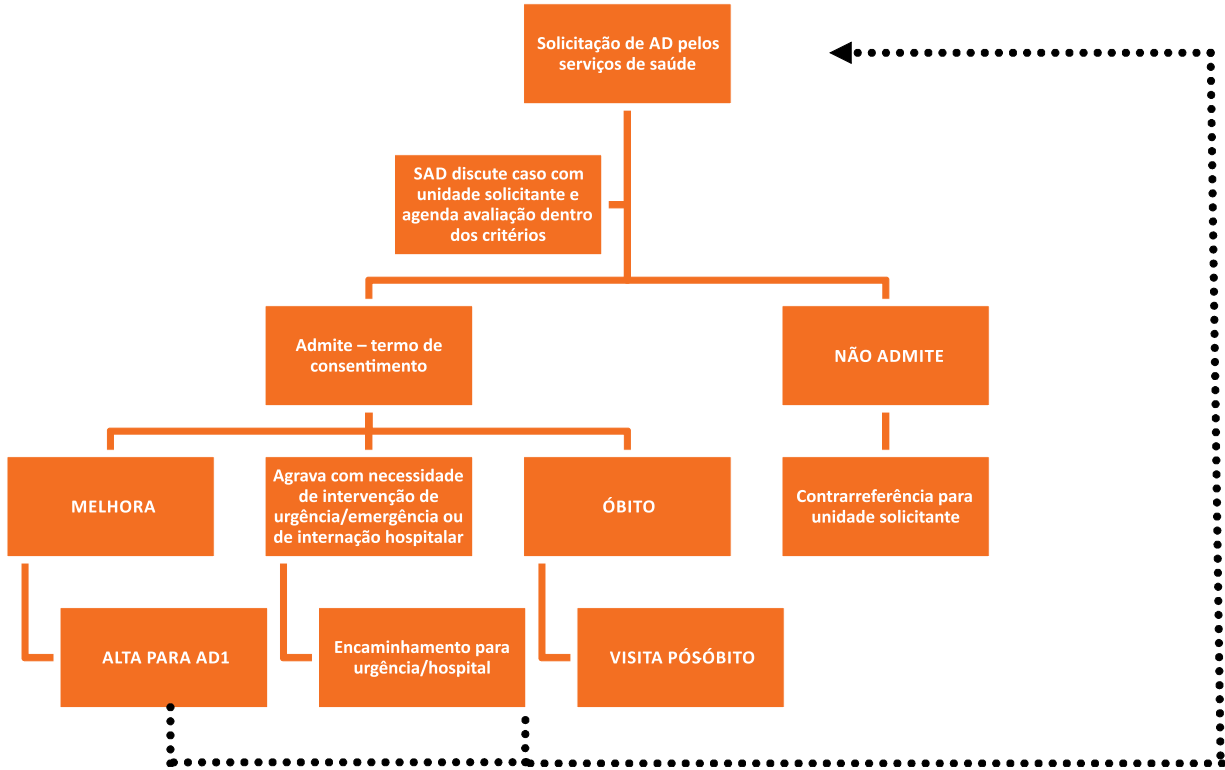 Solicitação de AD pelos
serviços de saúde
SAD discute caso com
unidade solicitante e
agenda avaliação dentro
dos critérios
Admite – termo de
consentimento
NÃO ADMITE
MELHORA
Agrava com necessidade
de intervenção de
urgência/emergência ou
de internação hospitalar
ÓBITO
Contrarreferência para
unidade solicitante
ALTA PARA AD1
Encaminhamento para
urgência/hospital
VISITA PÓSÓBITO